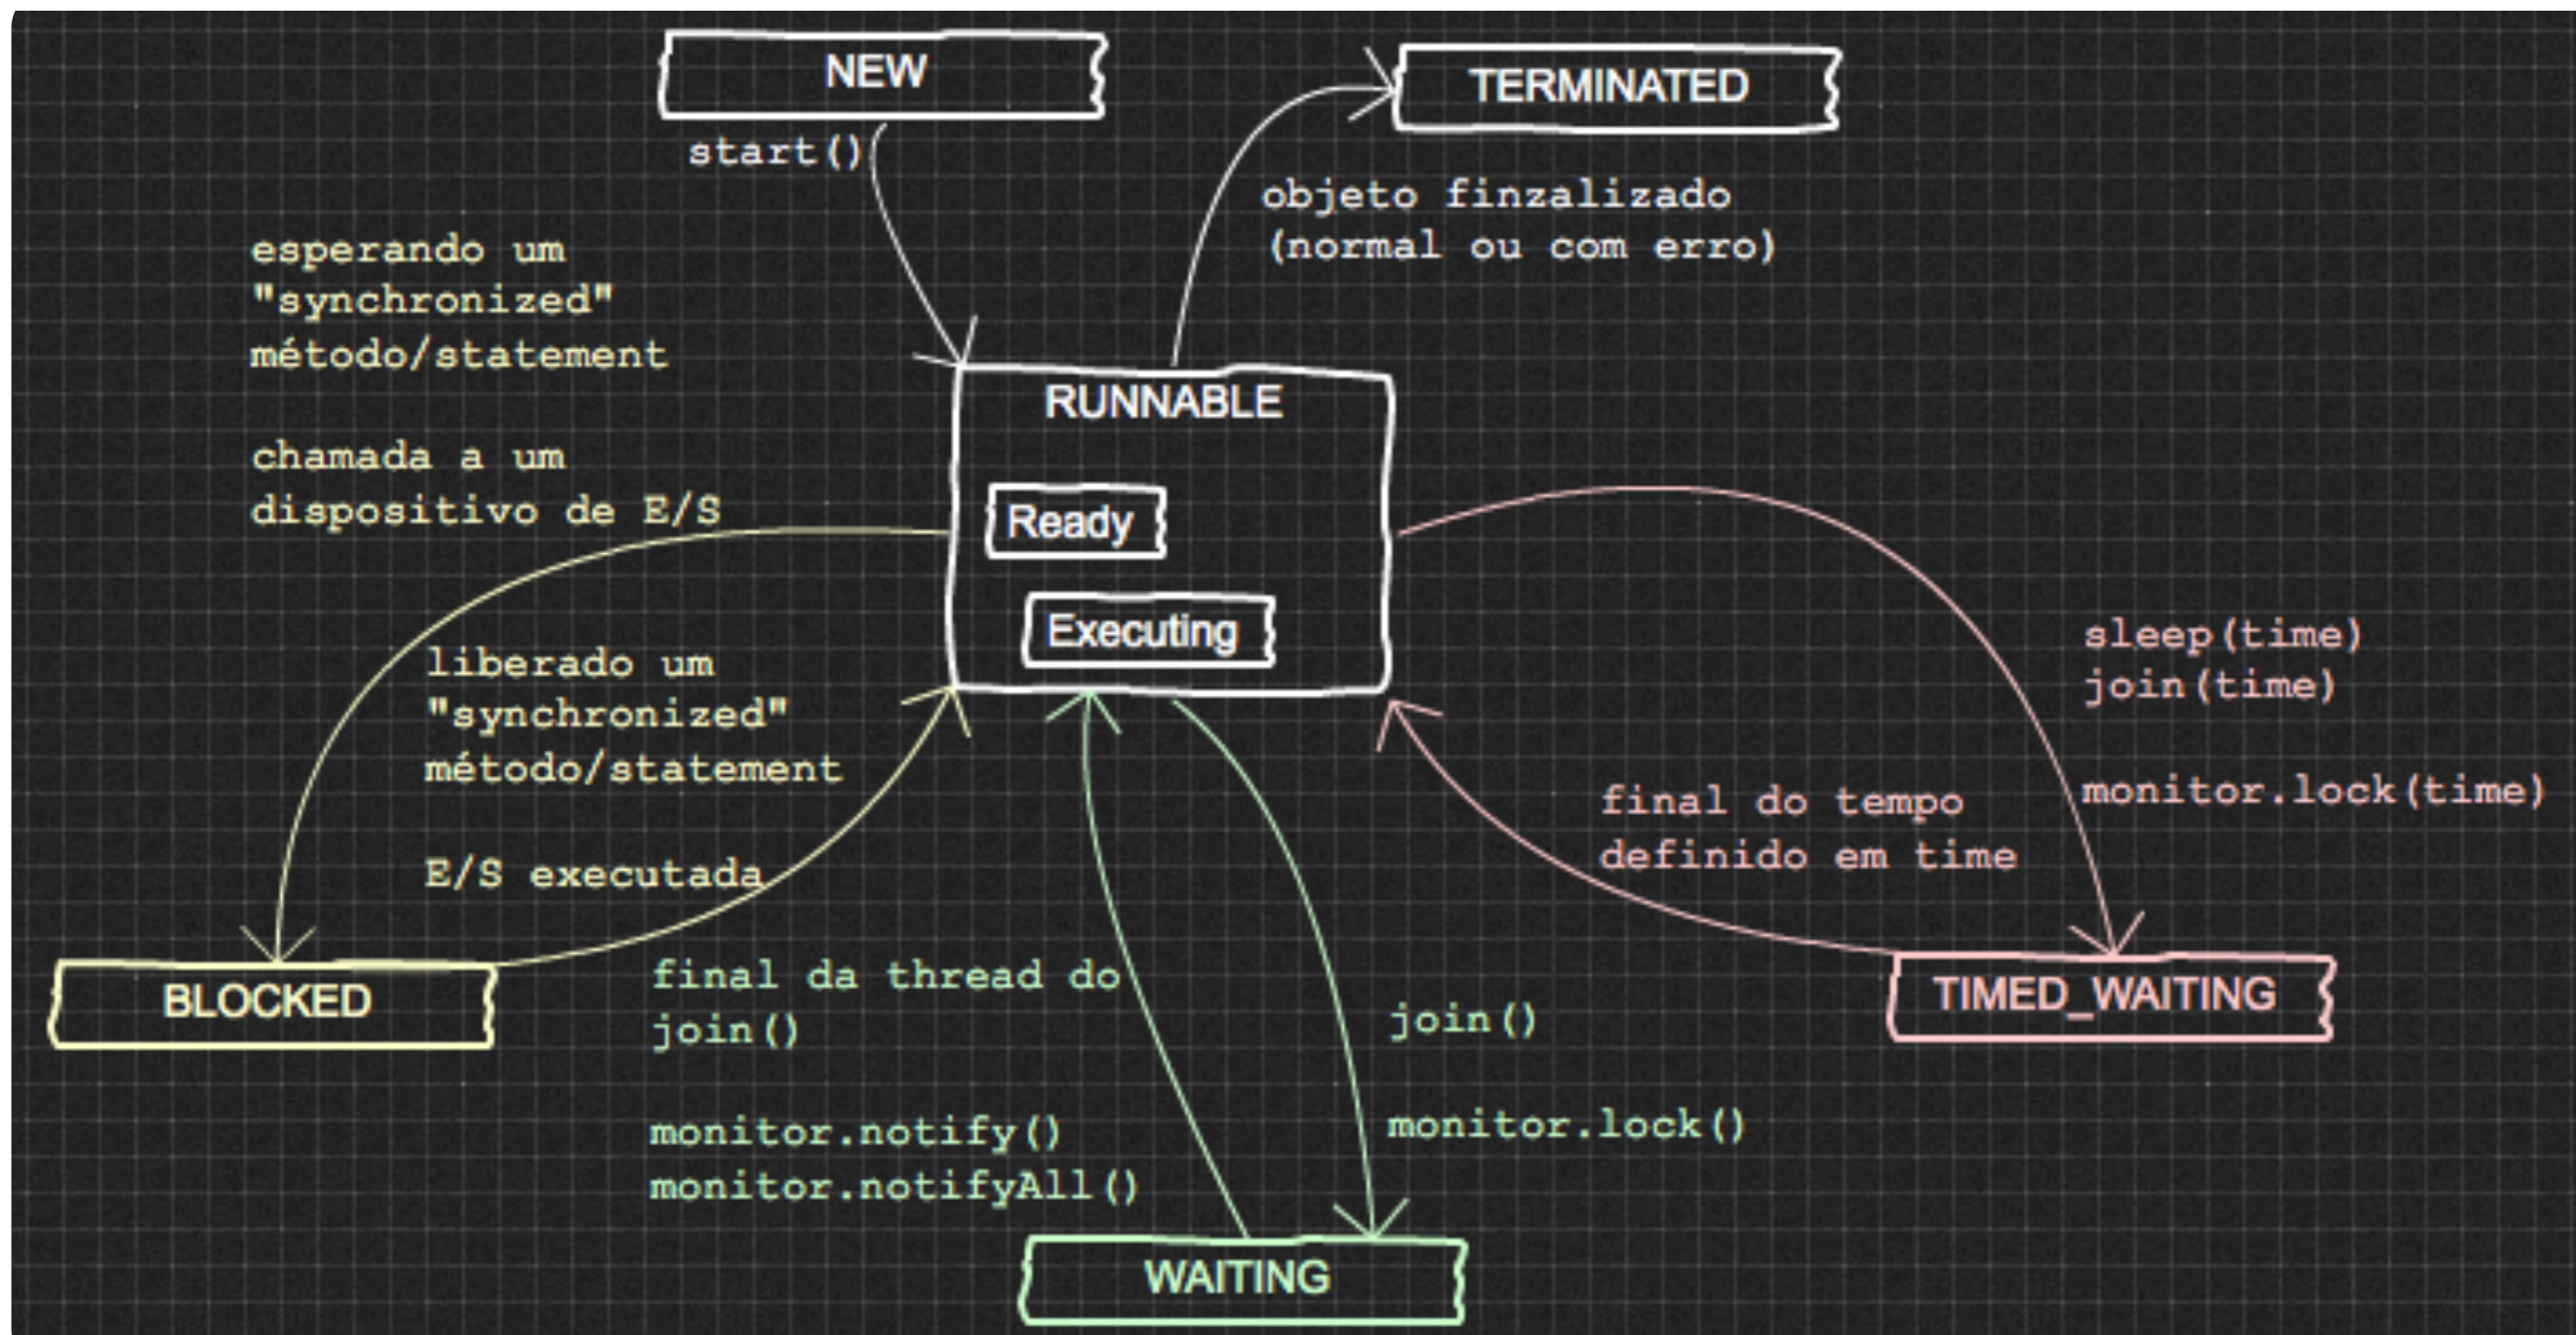 NEW
start()
TERMINATED
objeto finzalizado
(normal ou com erro)
esperando um
"synchronized"
método/statement
chamada a um
dispositivo de E/S
RUNNABLE
Ready
Executing
liberado um
"synchronized"
método/statement
E/S executada
BLOCKED
sleep(time)
join(time)
monitor.lock(time)
final do tempo
definido em time
TIMED_WAITING
final da thread do
join()
monitor.notify()
monitor.notifyAll()
join()
monitor.lock()
WAITING